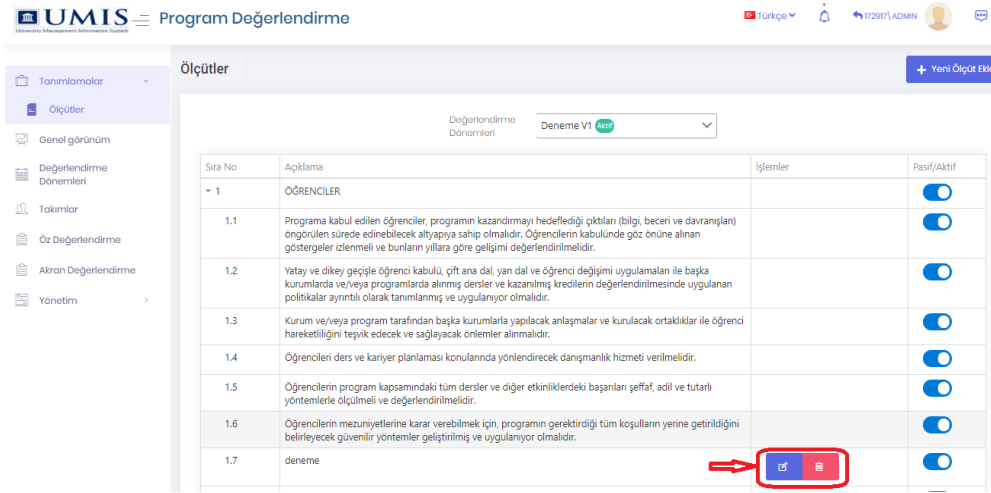 UMIS
University Management Information System
Program Değerlendirme
Türkçe
172917\ADMIN
Tanımlamalar
Ölçütler
Genel görünüm
Değerlendirme
Dönemleri
Takımlar
Öz Değerlendirme
Akran Değerlendirme
Yönetim
Ölçütler
+ Yeni Ölçüt Ekle
Değerlendirme
Dönemleri
Deneme V1 Aktif
Sıra No Açıklama İşlemler Pasif/Aktif
1 ÖĞRENCİLER
1.1 Programa kabul edilen öğrenciler, programın kazandırmayı hedeflediği çıktıları (bilgi, beceri ve davranışları)
öngörülen sürede edinebilecek altyapıya sahip olmalıdır. Öğrencilerin kabulünde göz önüne alınan
göstergeler izlenmeli ve bunların yıllara göre gelişimi değerlendirilmelidir.
1.2 Yatay ve dikey geçişle öğrenci kabulü, çift ana dal, yan dal ve öğrenci değişimi uygulamaları ile başka
kurumlarda ve/veya programlarda alınmış dersler ve kazanılmış kredilerin değerlendirilmesinde uygulanan
politikalar ayrıntılı olarak tanımlanmış ve uygulanıyor olmalıdır.
1.3 Kurum ve/veya program tarafından başka kurumlarla yapılacak anlaşmalar ve kurulacak ortaklıklar ile öğrenci
hareketliliğini teşvik edecek ve sağlayacak önlemler alınmalıdır.
1.4 Öğrencileri ders ve kariyer planlaması konularında yönlendirecek danışmanlık hizmeti verilmelidir.
1.5 Öğrencilerin program kapsamındaki tüm dersler ve diğer etkinliklerdeki başarıları şeffaf, adil ve tutarlı
yöntemlerle ölçülmeli ve değerlendirilmelidir.
1.6 Öğrencilerin mezuniyetlerine karar verebilmek için, programın gerektirdiği tüm koşulların yerine getirildiğini
belirleyecek güvenilir yöntemler geliştirilmiş ve uygulanıyor olmalıdır.
1.7 deneme